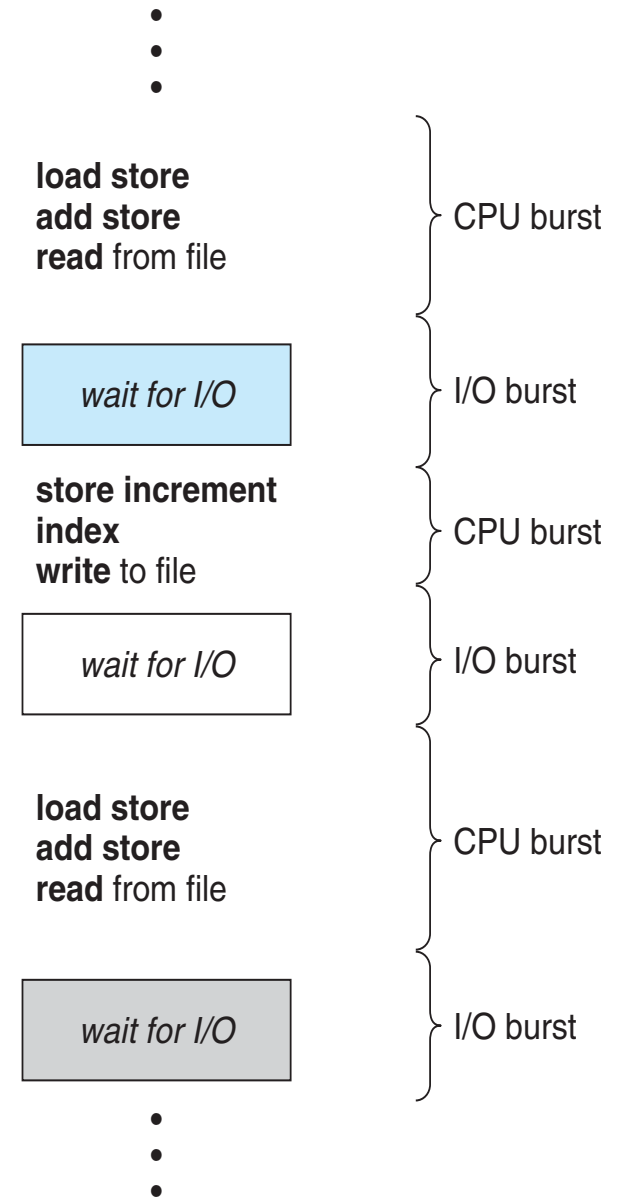 load store
add store
read from file
CPU burst
wait for I/O
I/O burst
store increment
index
write to file
CPU burst
wait for I/O
I/O burst
load store
add store
read from file
CPU burst
wait for I/O
I/O burst